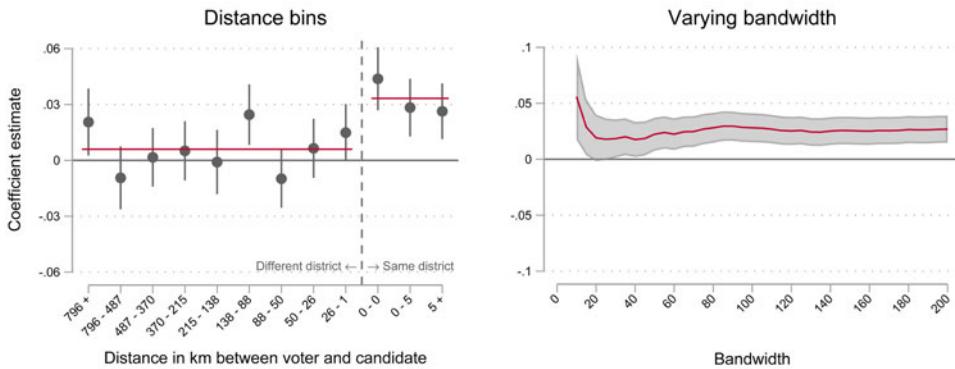 Distance bins
Coefficient estimate
.06
.03
0
-.03
-.06
Different district ← → Same district
796 +
796 - 487
487 - 370
370 - 215
215 - 138
138 - 88
88 - 50
50 - 26
26 - 1
0 - 0
0 - 5
5 +
Distance in km between voter and candidate
Varying bandwidth
.1
.05
0
-.05
-.1
0
20
40
60
80
100
120
140
160
180
200
Bandwidth